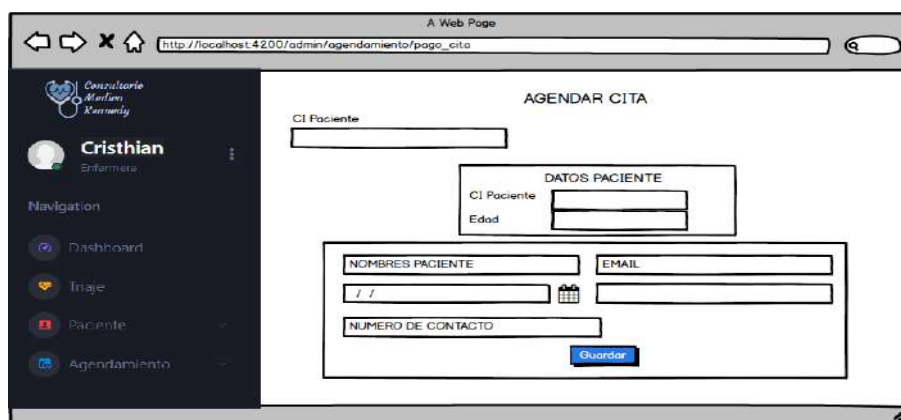 A Web Page
http://localhost:4200/admin/agendamiento/pago_cita
Consultorio
Medico
Kennedy
Cristhian
Enfermera
Navigation
Dashboard
Triaje
Paciente
Agendamiento
AGENDAR CITA
CI Paciente
DATOS PACIENTE
CI Paciente
Edad
NOMBRES PACIENTE
EMAIL
/ /
NUMERO DE CONTACTO
Guardar